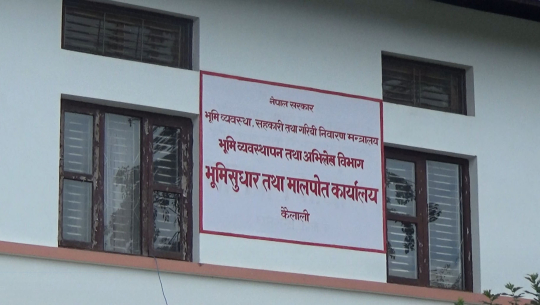 नेपाल सरकार
भूमि व्यवस्था, सहकारी तथा गरिवी निवारण मन्त्रालय
भूमि व्यवस्थापन तथा अभिलेख विभाग
भूमिसुधार तथा मालपोत कार्यालय
कैलाली